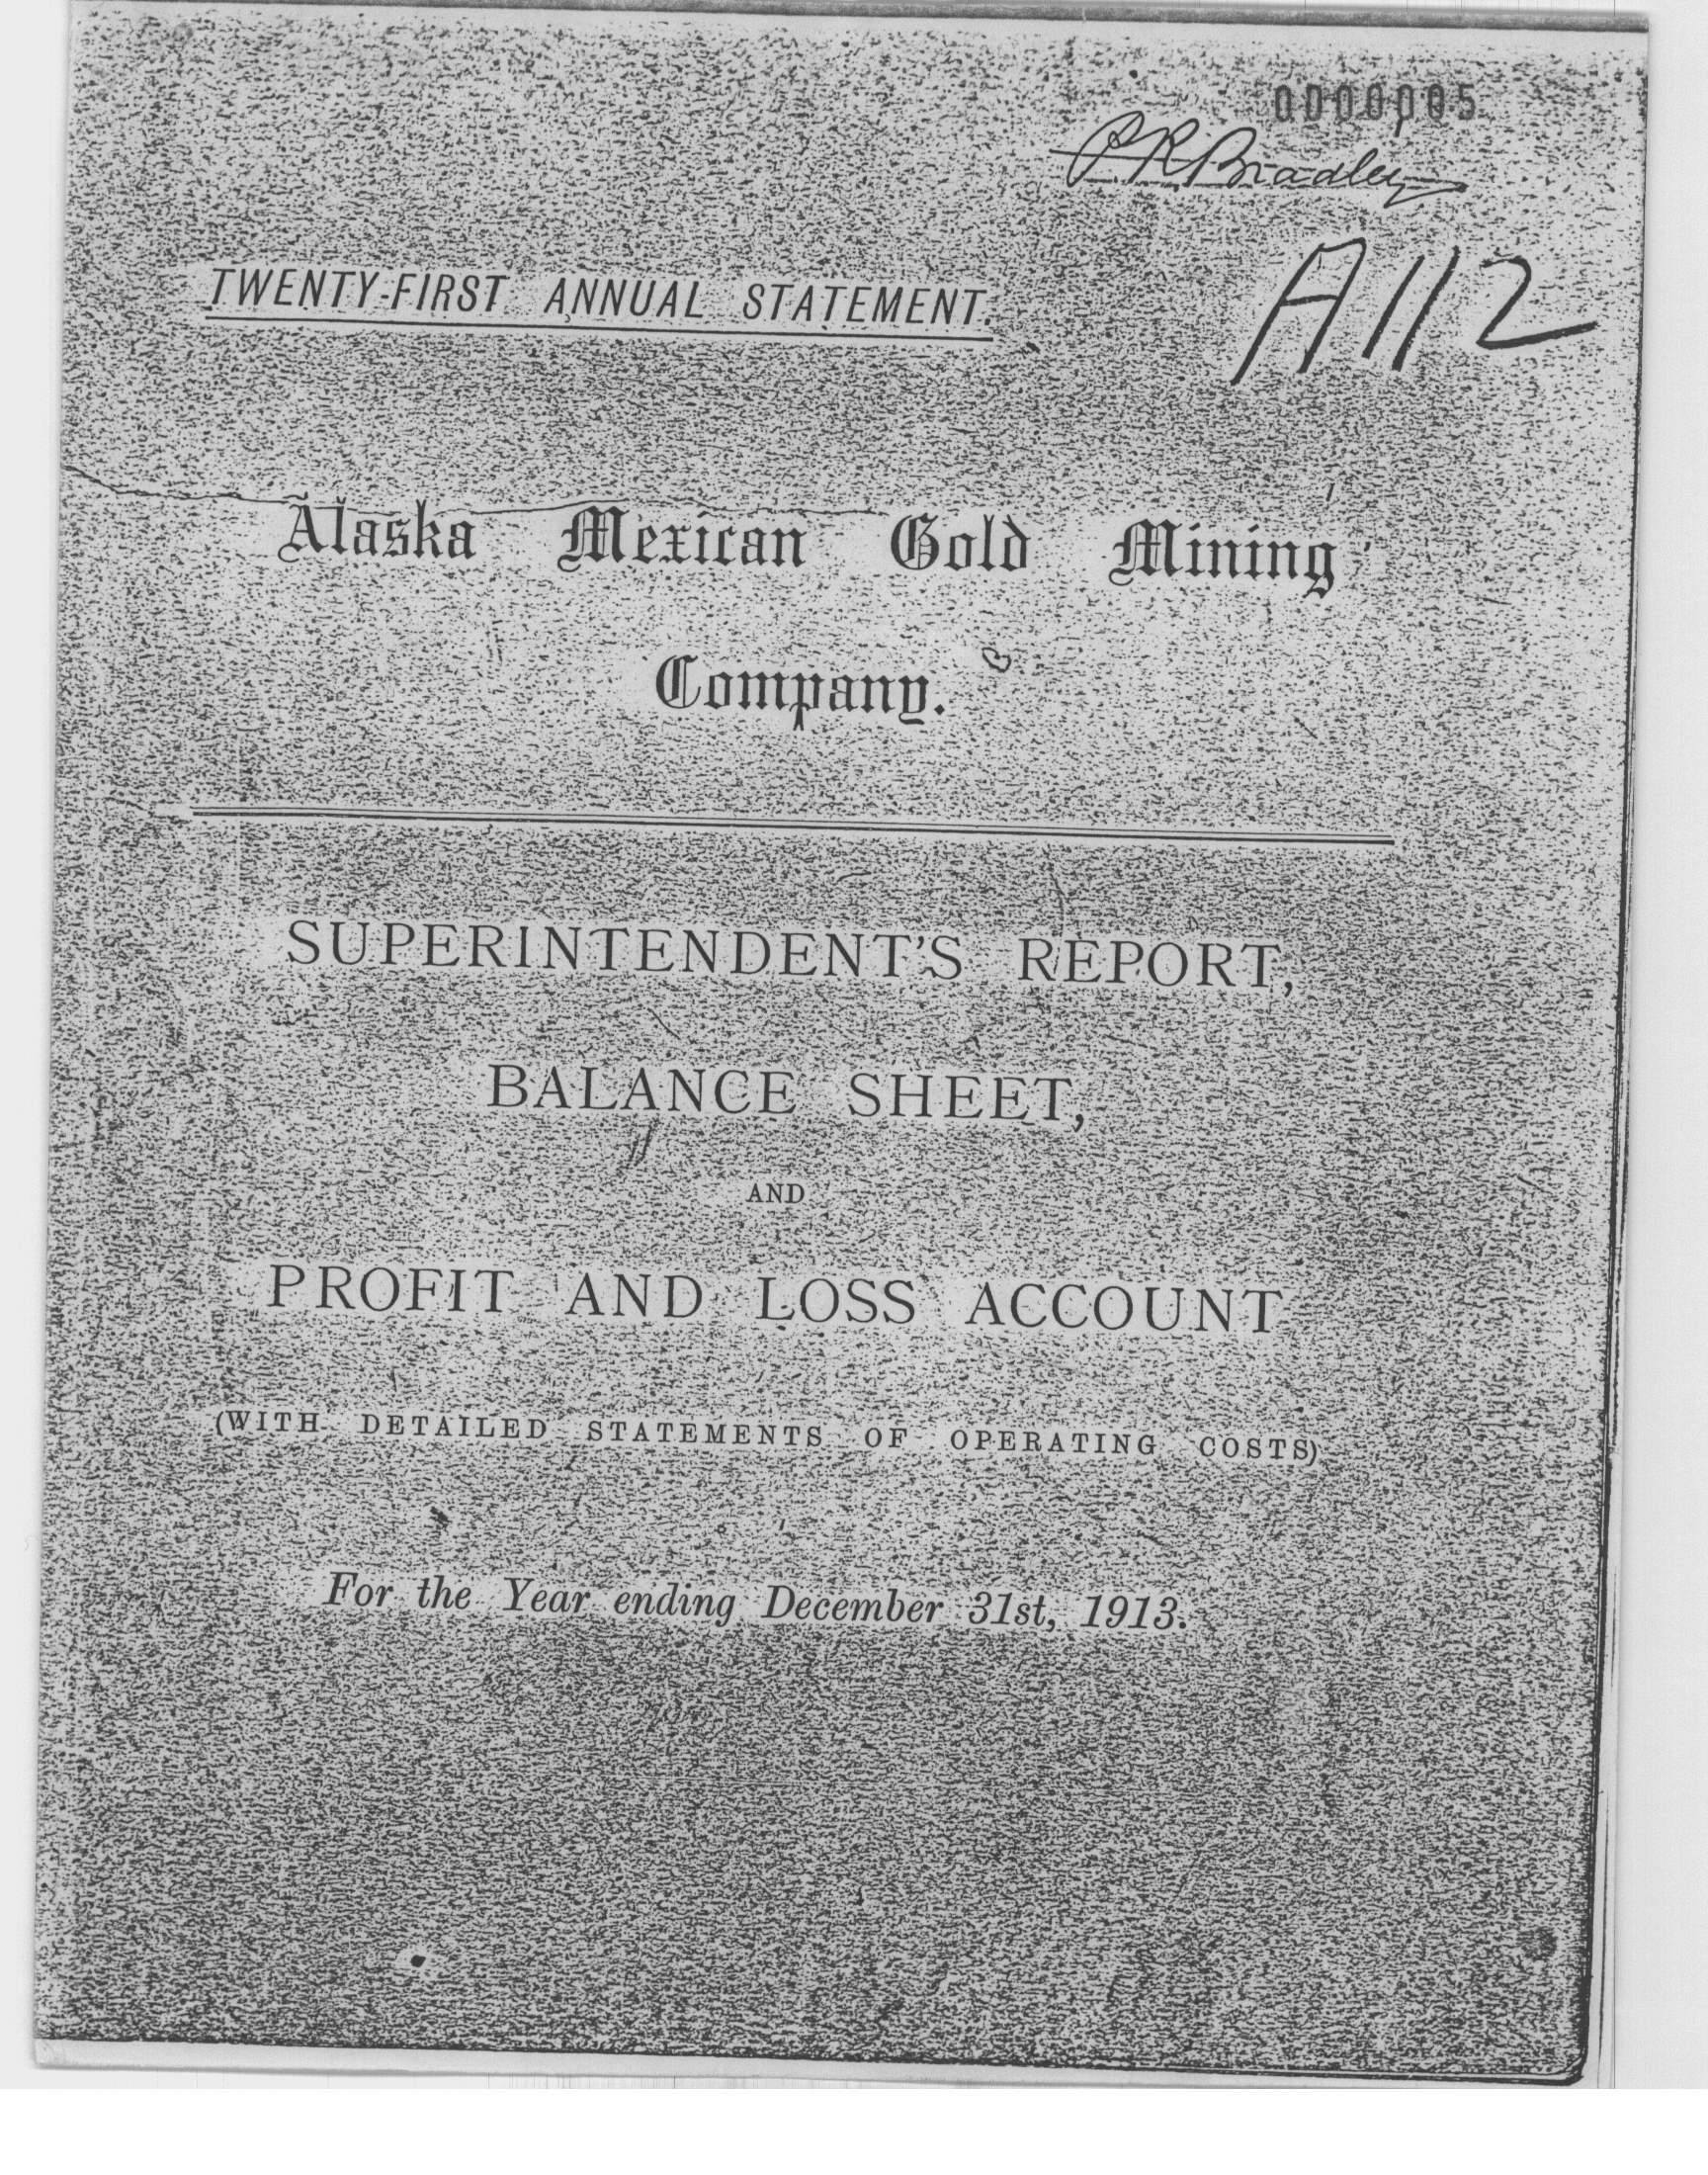 0000005
PRBradley
A112
TWENTY-FIRST ANNUAL STATEMENT.
Alaska Mexican Gold Mining
Company.
SUPERINTENDENT'S REPORT,
BALANCE SHEET,
AND
PROFIT AND LOSS ACCOUNT
(WITH DETAILED STATEMENTS OF OPERATING COSTS)
For the Year ending December 31st, 1913.